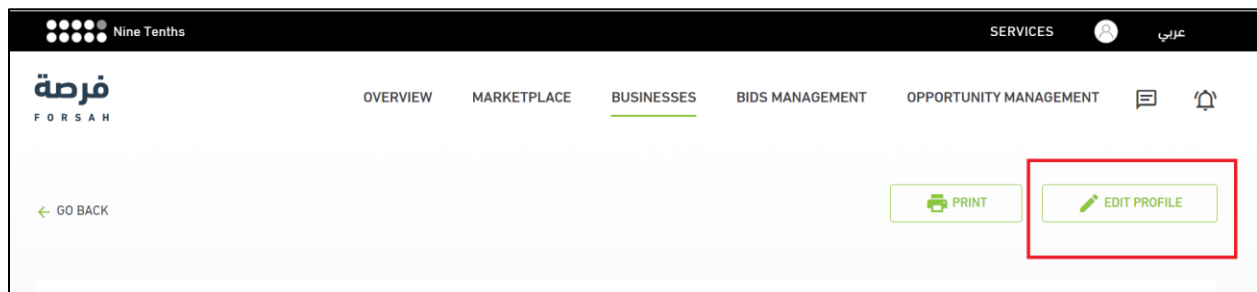 Nine Tenths
SERVICES
عربي
فرصة
FORSAH
OVERVIEW
MARKETPLACE
BUSINESSES
BIDS MANAGEMENT
OPPORTUNITY MANAGEMENT
GO BACK
PRINT
EDIT PROFILE